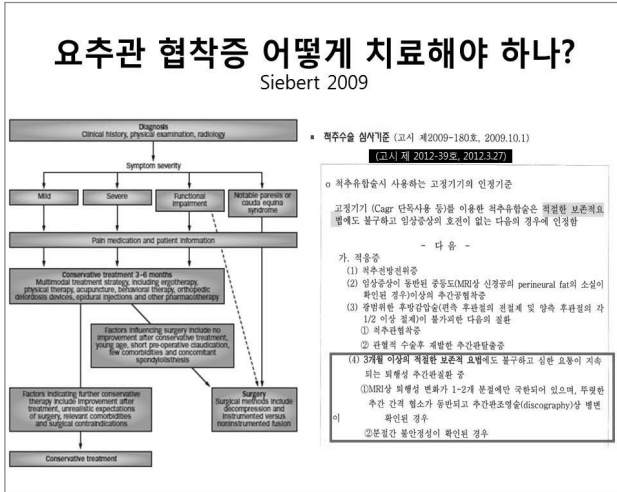 요추관 협착증 어떻게 치료해야 하나?
Siebert 2009
Diagnosis
Clinical history, physical examination, radiology
Symptom severity
Mild
Severe
Functional
impairment
Notable paresis or
cauda equina
syndrome
Pain medication and patient information
Conservative treatment 3–6 months
Multimodal treatment strategy, including ergotherapy,
physical therapy, acupuncture, behavioral therapy, orthopedic
delordosis devices, epidural injections and other pharmacotherapy
Factors influencing surgery include no
improvement after conservative treatment,
young age, short pre-operative claudication,
few comorbidities and concomitant
spondylolisthesis
Factors indicating further conservative
therapy include improvement after
treatment, unrealistic expectations
of surgery, relevant comorbidities
and surgical contraindications
Surgery
Surgical methods include
decompression and
instrumented versus
noninstrumented fusion
Conservative treatment
▪ 척주수술 심사기준 (고시 제2009-180호, 2009.10.1)
(고시 제 2012-39호, 2012.3.27)
o 척추유합술시 사용하는 고정기기의 인정기준
고정기기 (Cagr 단독사용 등)를 이용한 척추유합술은 적절한 보존적요
법에도 불구하고 임상증상의 호전이 없는 다음의 경우에 인정함
- 다 음 -
가. 적응증
(1) 척추전방전위증
(2) 임상증상이 동반된 중등도(MRI상 신경공의 perineural fat의 소실이
확인된 경우)이상의 추간공협착증
(3) 광범위한 후방감압술(편측 후관절의 전절제 및 양측 후관절의 각
1/2 이상 절제)이 불가피한 다음의 질환
① 척추관협착증
② 관혈적 수술후 재발한 추간판탈출증
(4) 3개월 이상의 적절한 보존적 요법에도 불구하고 심한 요통이 지속
되는 퇴행성 추간판질환 중
①MRI상 퇴행성 변화가 1-2개 분절에만 국한되어 있으며, 뚜렷한
추간 간격 협소가 동반되고 추간판조영술(discography)상 병변
이 확인된 경우
②분절간 불안정성이 확인된 경우